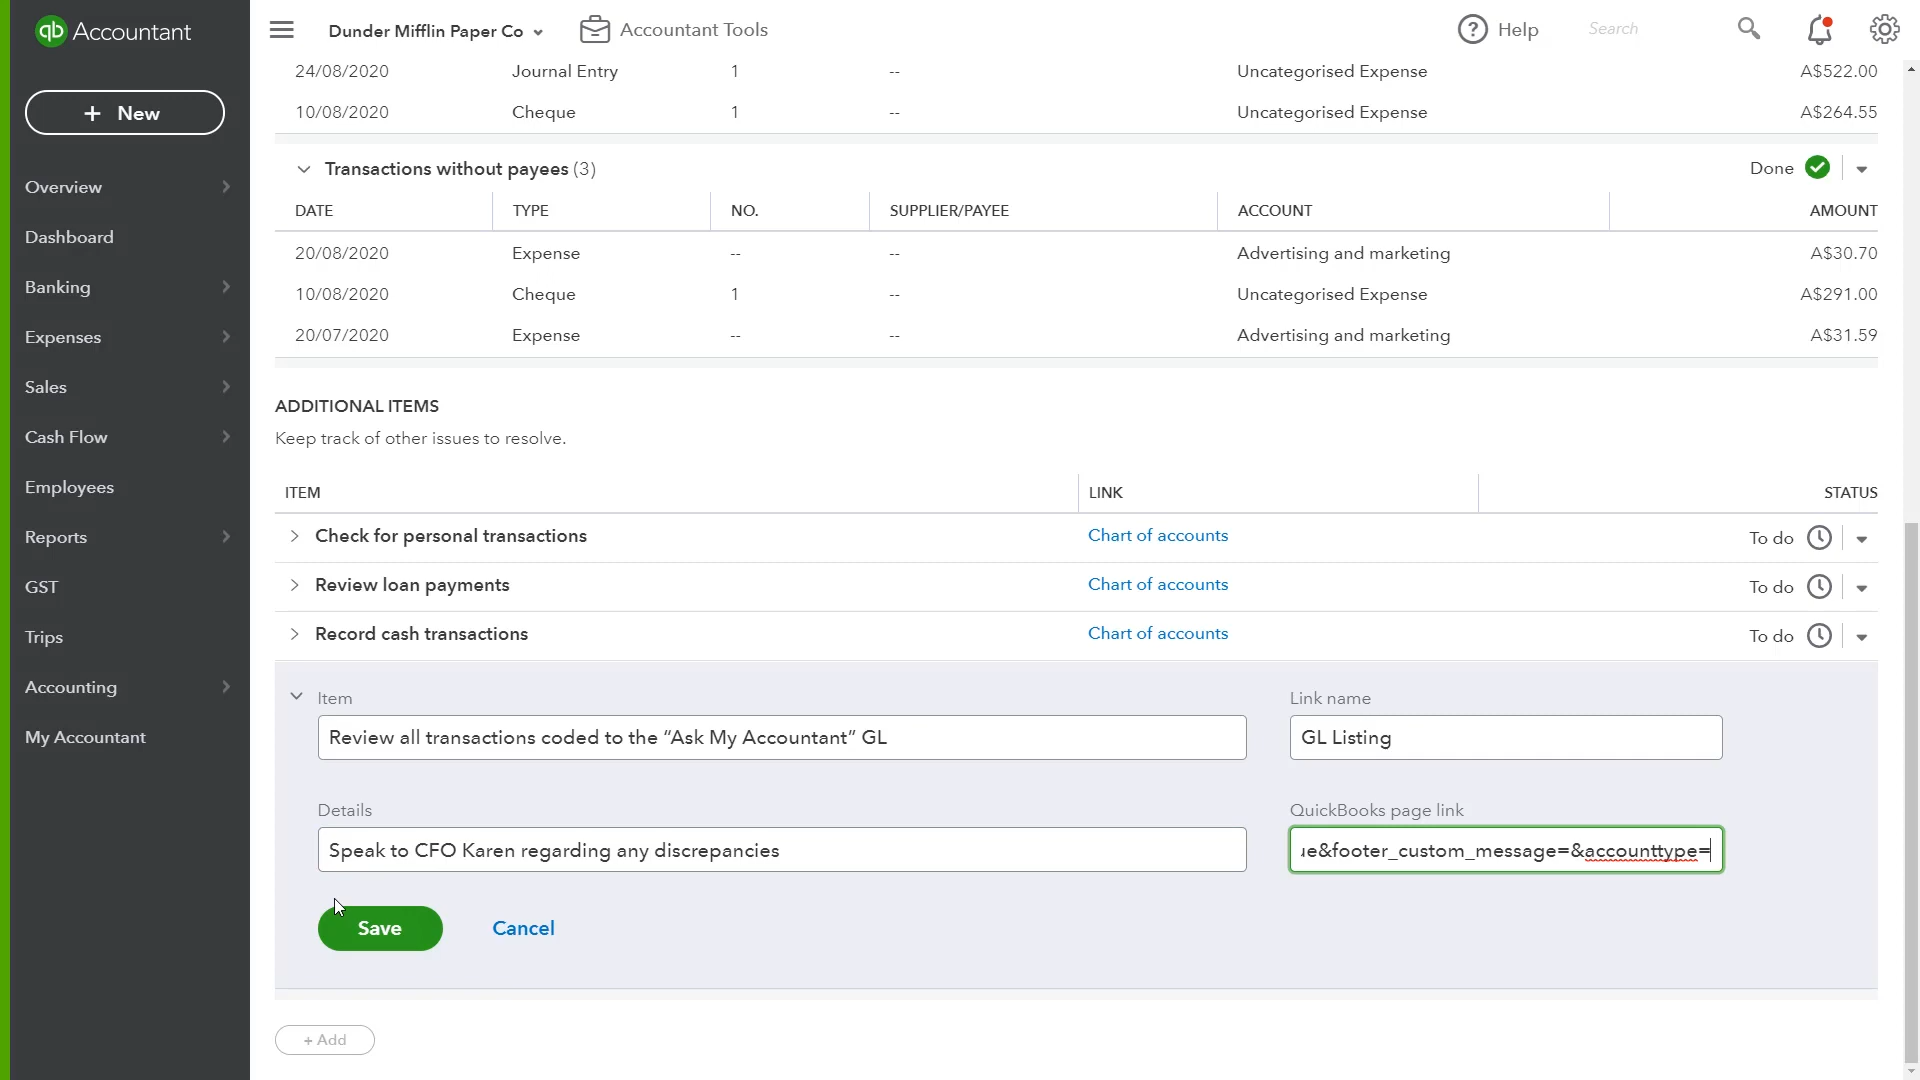 qb Accountant
Dunder Mifflin Paper Co
Accountant Tools
Help
Search
+ New
Overview
Dashboard
Banking
Expenses
Sales
Cash Flow
Employees
Reports
GST
Trips
Accounting
My Accountant
24/08/2020 Journal Entry 1 -- Uncategorised Expense A$522.00
10/08/2020 Cheque 1 -- Uncategorised Expense A$264.55
Transactions without payees (3) Done
DATE TYPE NO. SUPPLIER/PAYEE ACCOUNT AMOUNT
20/08/2020 Expense -- -- Advertising and marketing A$30.70
10/08/2020 Cheque 1 -- Uncategorised Expense A$291.00
20/07/2020 Expense -- -- Advertising and marketing A$31.59
ADDITIONAL ITEMS
Keep track of other issues to resolve.
ITEM LINK STATUS
Check for personal transactions Chart of accounts To do
Review loan payments Chart of accounts To do
Record cash transactions Chart of accounts To do
Item Link name
Review all transactions coded to the “Ask My Accountant” GL GL Listing
Details QuickBooks page link
Speak to CFO Karen regarding any discrepancies ue&footer_custom_message=&accounttype=
Save Cancel
+ Add